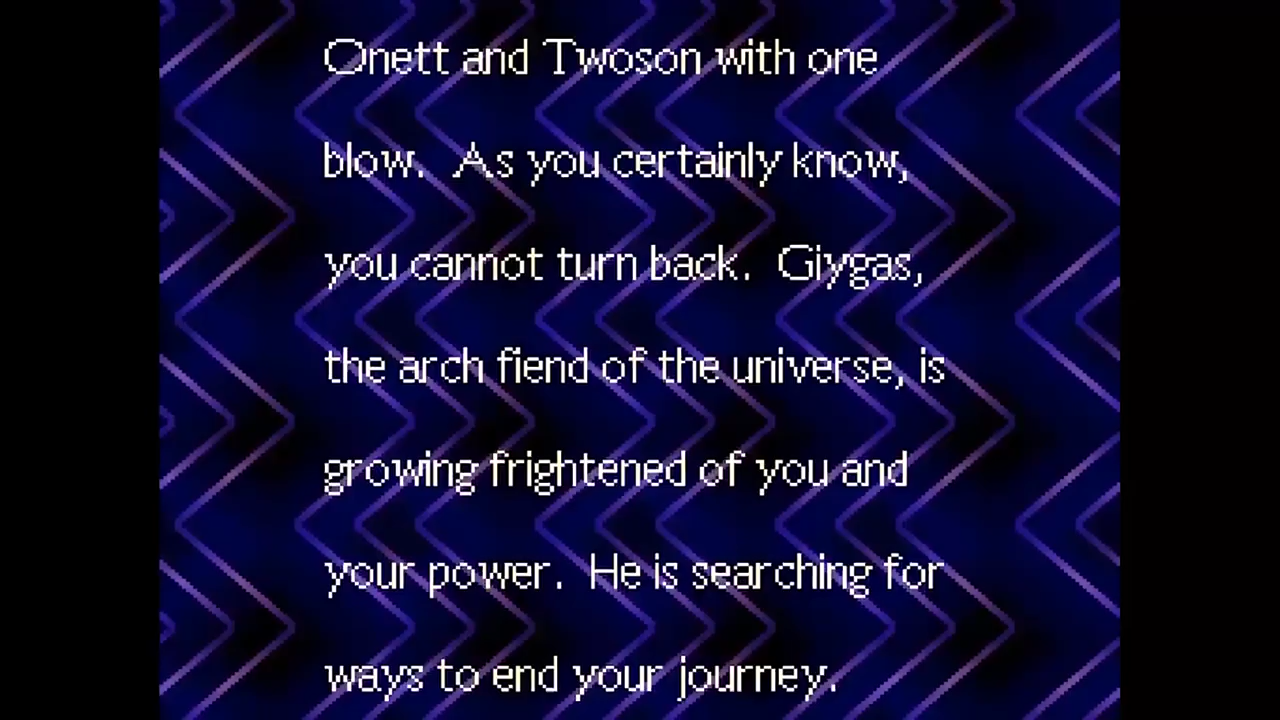 Onett and Twoson with one
blow.  As you certainly know,
you cannot turn back.  Giygas,
the arch fiend of the universe, is
growing frightened of you and
your power.  He is searching for
ways to end your journey.